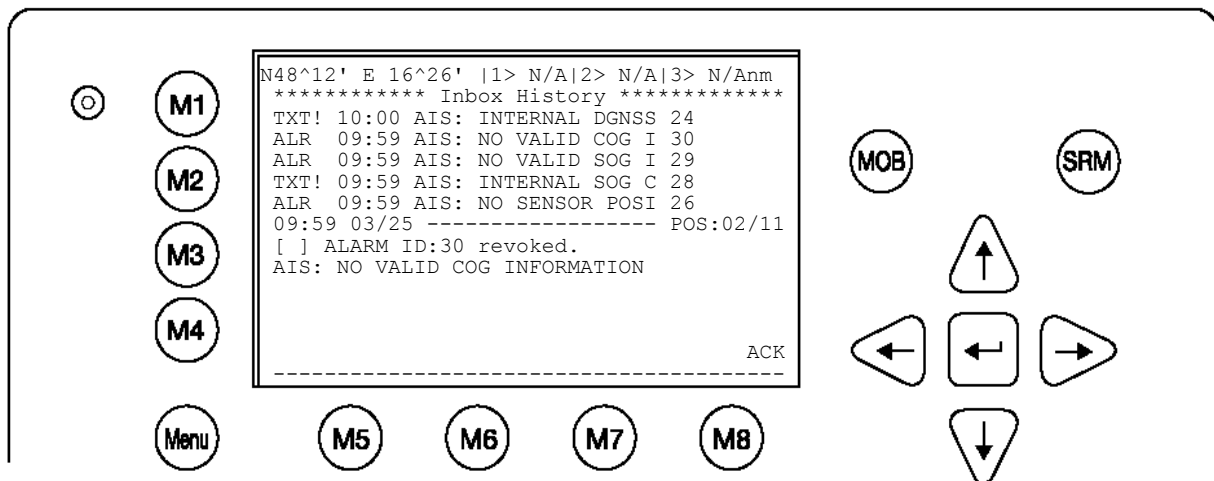 N48^12' E 16^26' |1> N/A|2> N/A|3> N/Anm
************ Inbox History *************
TXT! 10:00 AIS: INTERNAL DGNSS 24
ALR  09:59 AIS: NO VALID COG I 30
ALR  09:59 AIS: NO VALID SOG I 29
TXT! 09:59 AIS: INTERNAL SOG C 28
ALR  09:59 AIS: NO SENSOR POSI 26
09:59 03/25 ------------------ POS:02/11
[ ] ALARM ID:30 revoked.
AIS: NO VALID COG INFORMATION
ACK
----------------------------------------
M1
M2
M3
M4
Menu
M5
M6
M7
M8
MOB
SRM